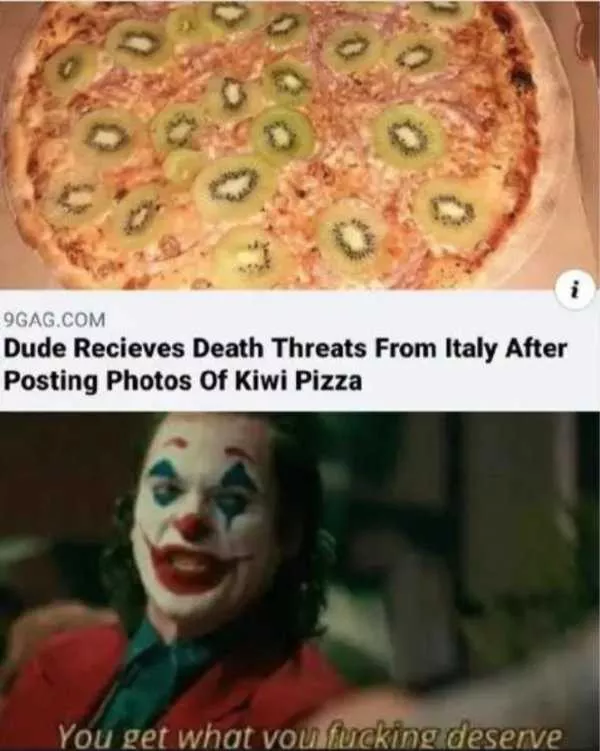 i
9GAG.COM
Dude Recieves Death Threats From Italy After
Posting Photos Of Kiwi Pizza
You get what you fucking deserve